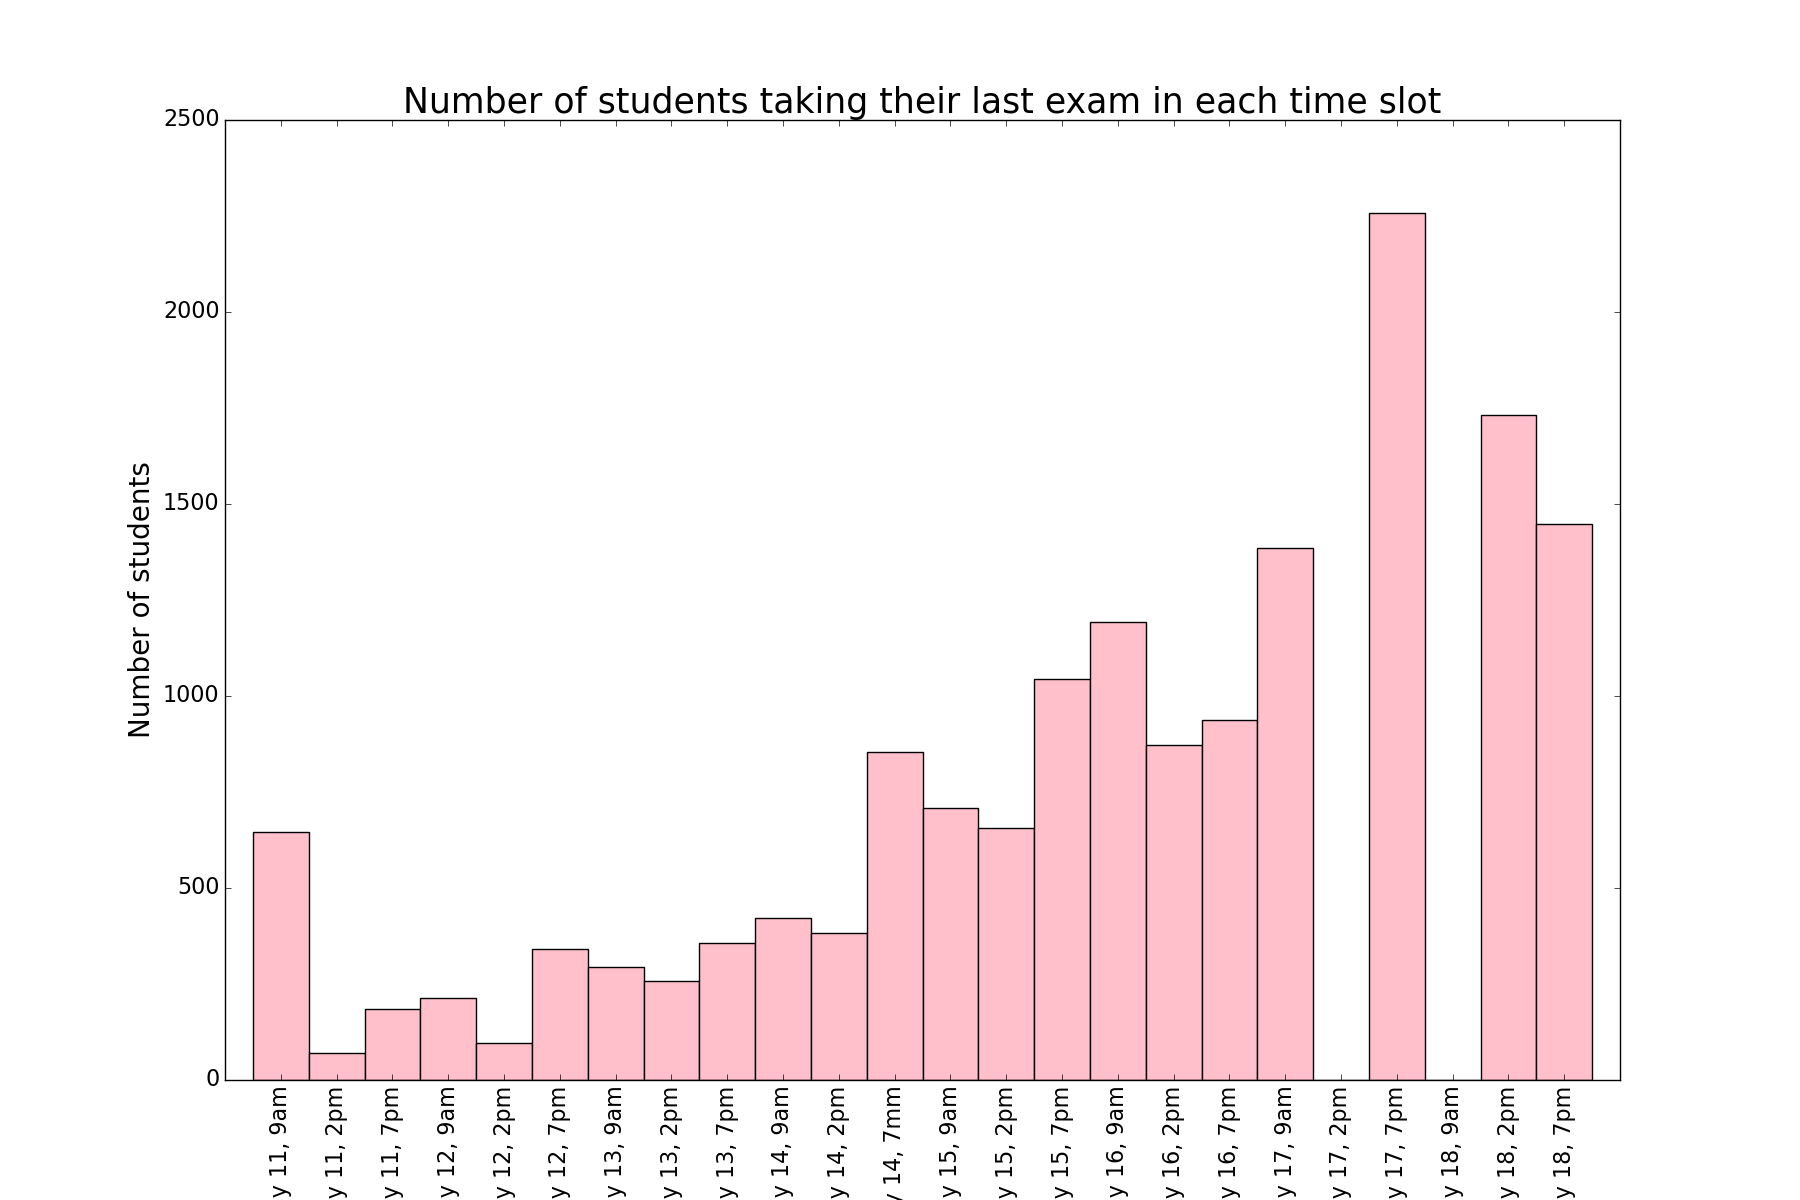 Number of students taking their last exam in each time slot
Number of students
2500
2000
1500
1000
500
0
y 11, 9am
y 11, 2pm
y 11, 7pm
y 12, 9am
y 12, 2pm
y 12, 7pm
y 13, 9am
y 13, 2pm
y 13, 7pm
y 14, 9am
y 14, 2pm
y 14, 7mm
y 15, 9am
y 15, 2pm
y 15, 7pm
y 16, 9am
y 16, 2pm
y 16, 7pm
y 17, 9am
y 17, 2pm
y 17, 7pm
y 18, 9am
y 18, 2pm
y 18, 7pm